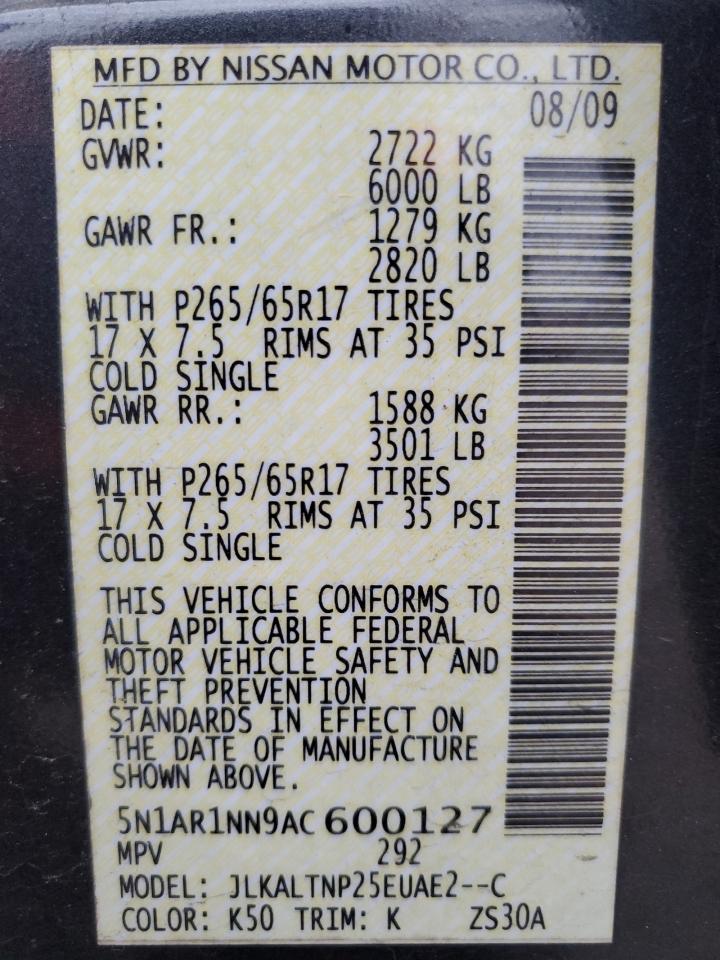 MFD BY NISSAN MOTOR CO., LTD.
DATE: 08/09
GVWR: 2722 KG
6000 LB
GAWR FR.: 1279 KG
2820 LB
WITH P265/65R17 TIRES
17 X 7.5 RIMS AT 35 PSI
COLD SINGLE
GAWR RR.: 1588 KG
3501 LB
WITH P265/65R17 TIRES
17 X 7.5 RIMS AT 35 PSI
COLD SINGLE
THIS VEHICLE CONFORMS TO
ALL APPLICABLE FEDERAL
MOTOR VEHICLE SAFETY AND
THEFT PREVENTION
STANDARDS IN EFFECT ON
THE DATE OF MANUFACTURE
SHOWN ABOVE.
5N1AR1NN9AC600127
MPV 292
MODEL: JLKALTNP25EUAE2--C
COLOR: K50 TRIM: K ZS30A